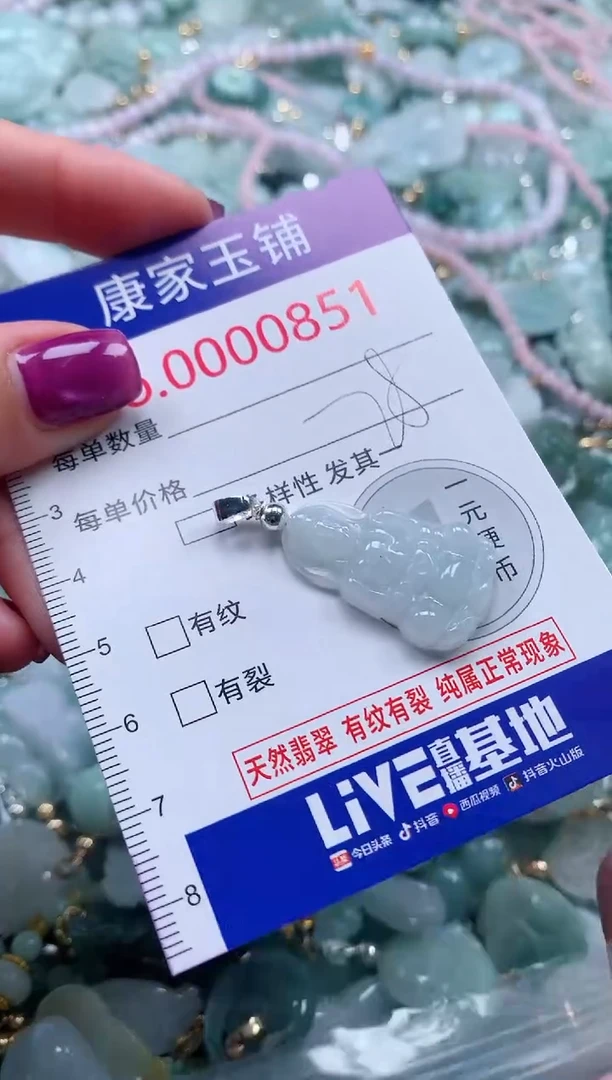 康家玉铺
.0000851
每单数量
每单价格
样性 发其一
一元硬币
有纹
有裂
天然翡翠 有纹有裂 纯属正常现象
LiVE直播基地
今日头条 抖音 西瓜视频 抖音火山版
3
4
5
6
7
8